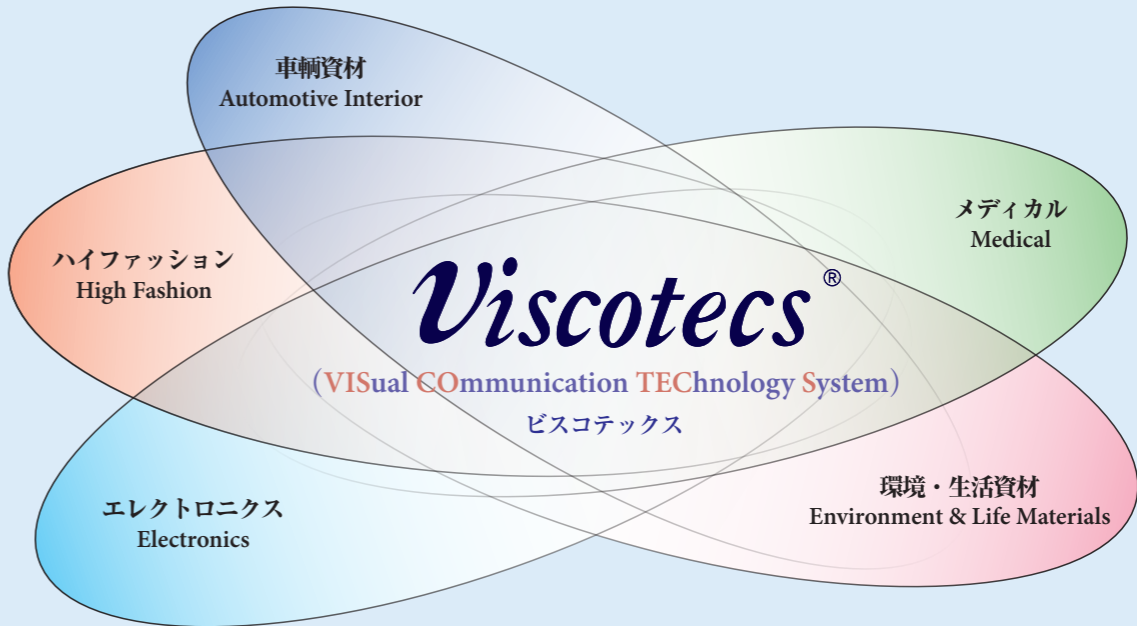 車輌資材
Automotive Interior
メディカル
Medical
ハイファッション
High Fashion
Viscotecs®
（VISual COmmunication TEChnology System）
ビスコテックス
エレクトロニクス
Electronics
環境・生活資材
Environment & Life Materials